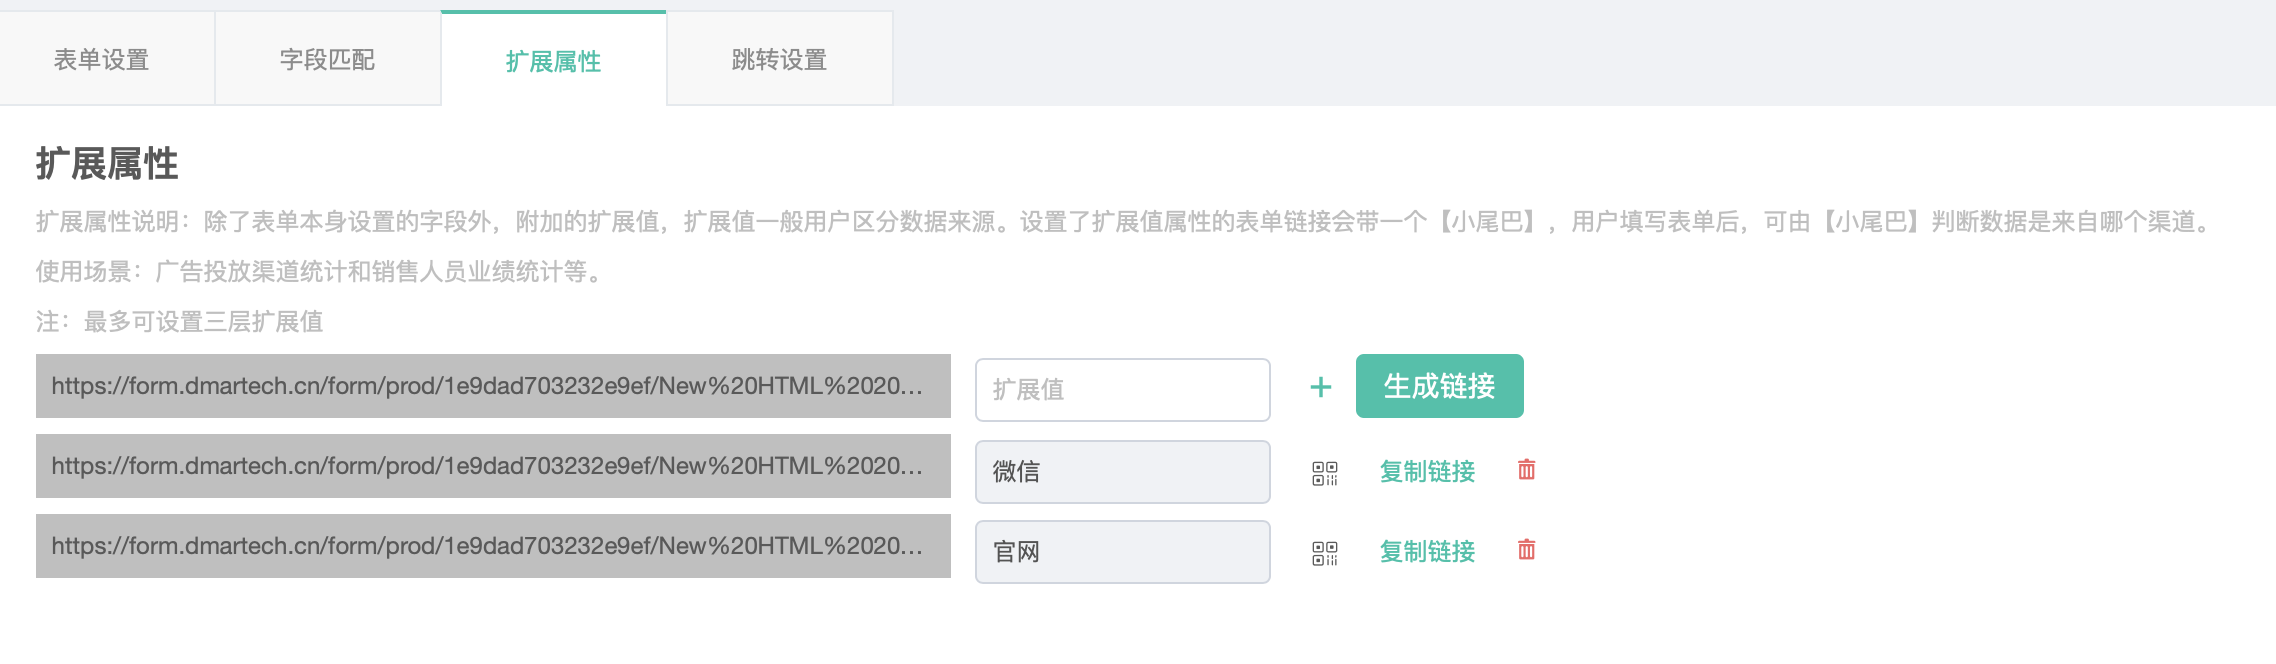 表单设置
字段匹配
扩展属性
跳转设置
扩展属性
扩展属性说明：除了表单本身设置的字段外，附加的扩展值，扩展值一般用户区分数据来源。设置了扩展值属性的表单链接会带一个【小尾巴】，用户填写表单后，可由【小尾巴】判断数据是来自哪个渠道。
使用场景：广告投放渠道统计和销售人员业绩统计等。
注：最多可设置三层扩展值
https://form.dmartech.cn/form/prod/1e9dad703232e9ef/New%20HTML%2020...
扩展值
+
生成链接
https://form.dmartech.cn/form/prod/1e9dad703232e9ef/New%20HTML%2020...
微信
复制链接
https://form.dmartech.cn/form/prod/1e9dad703232e9ef/New%20HTML%2020...
官网
复制链接